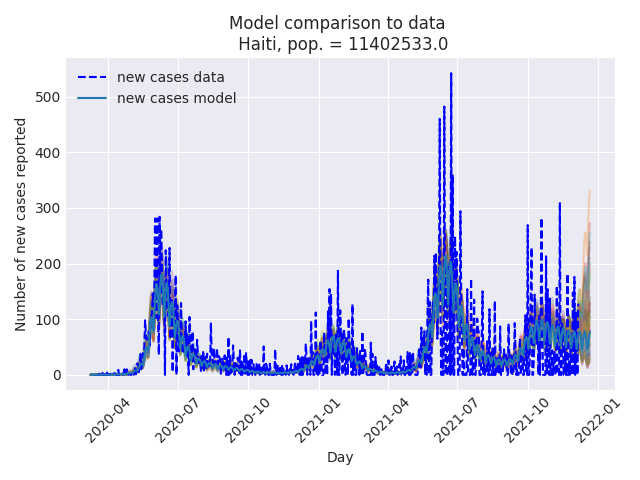 Model comparison to data
Haiti, pop. = 11402533.0
new cases data
new cases model
Number of new cases reported
500
400
300
200
100
0
2020-04
2020-07
2020-10
2021-01
2021-04
2021-07
2021-10
2022-01
Day